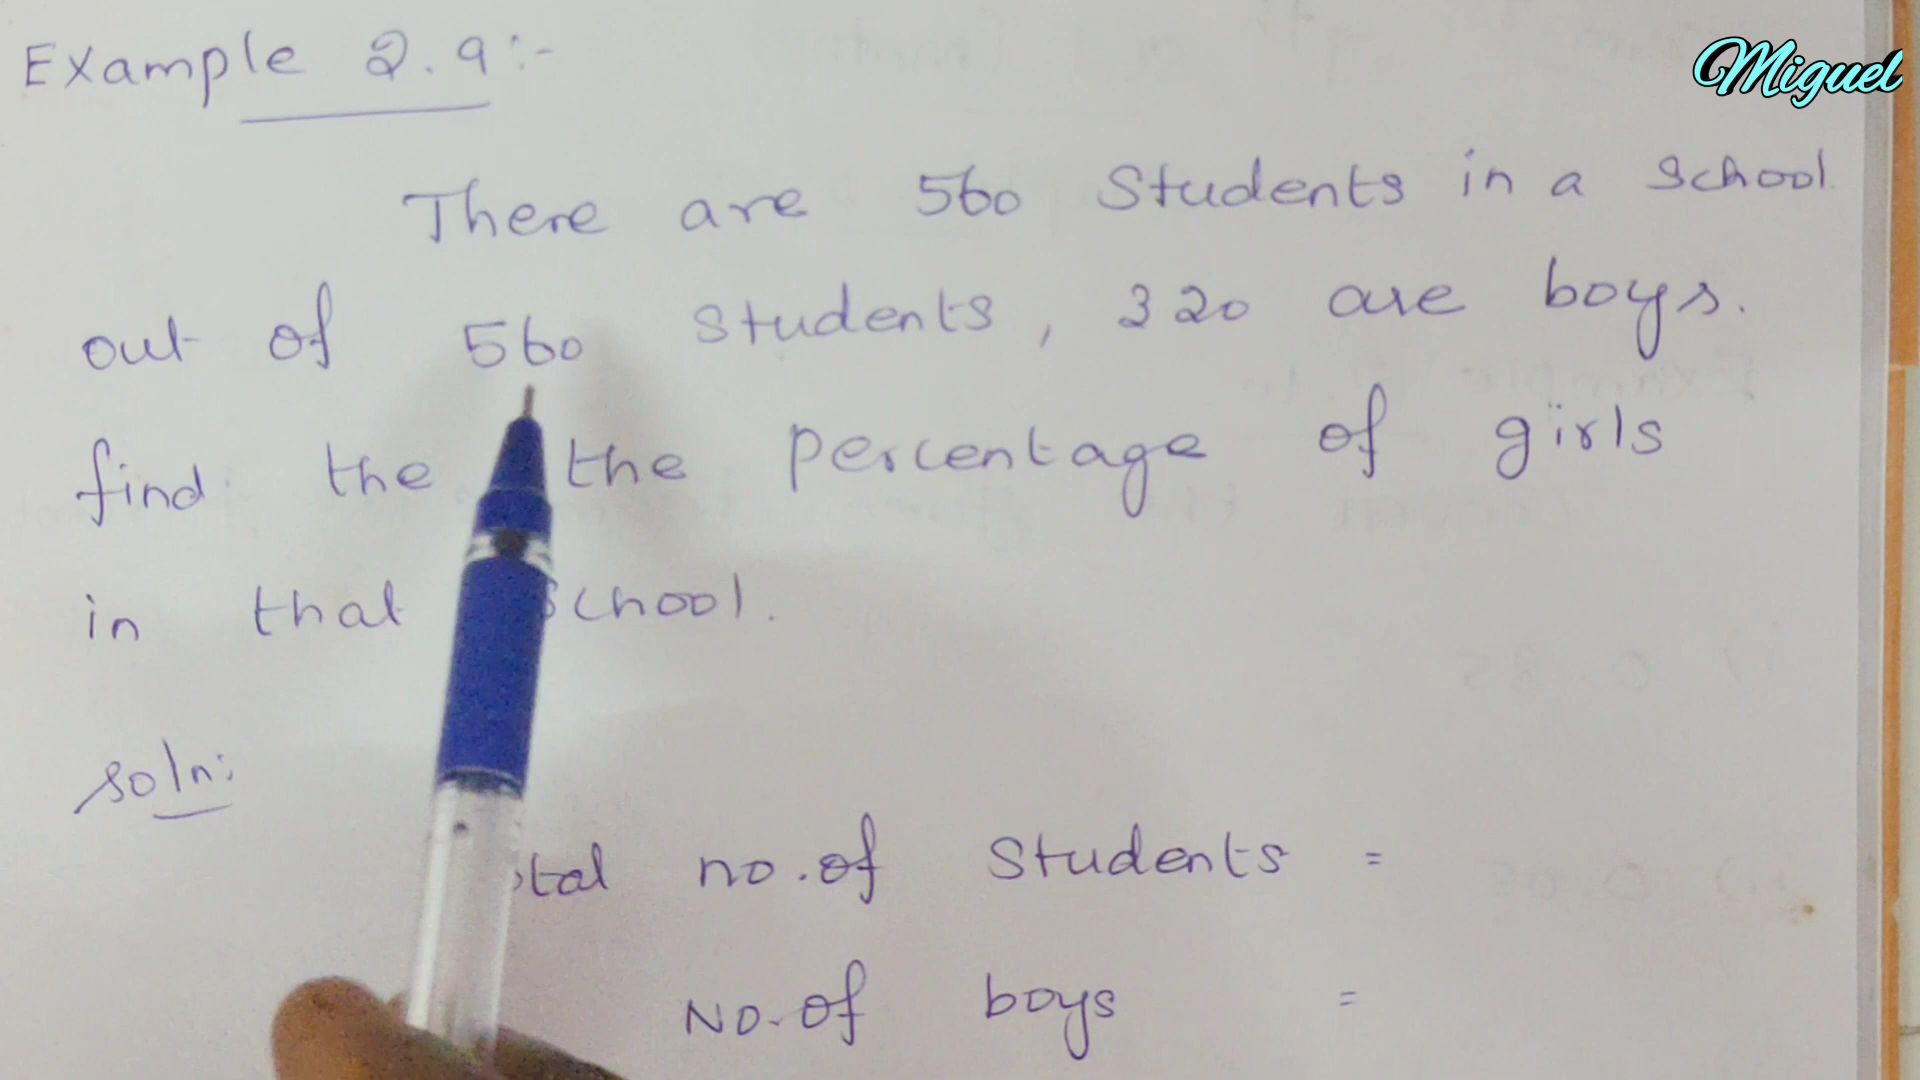 Example 2.9:-
Miguel
There are 560 Students in a School.
out of 560 students, 320 are boys.
find the the percentage of girls
in that School.
soln:
no. of Students =
No. of boys =